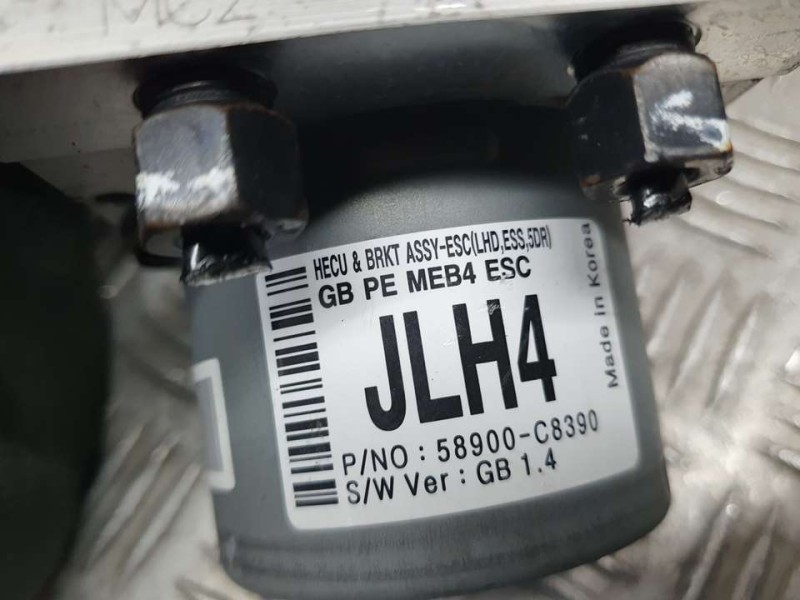 MC2
HECU & BRKT ASSY-ESC(LHD,ESS,5DR)
GB PE MEB4 ESC
JLH4
P/NO : 58900-C8390
S/W Ver : GB 1.4
Made in Korea